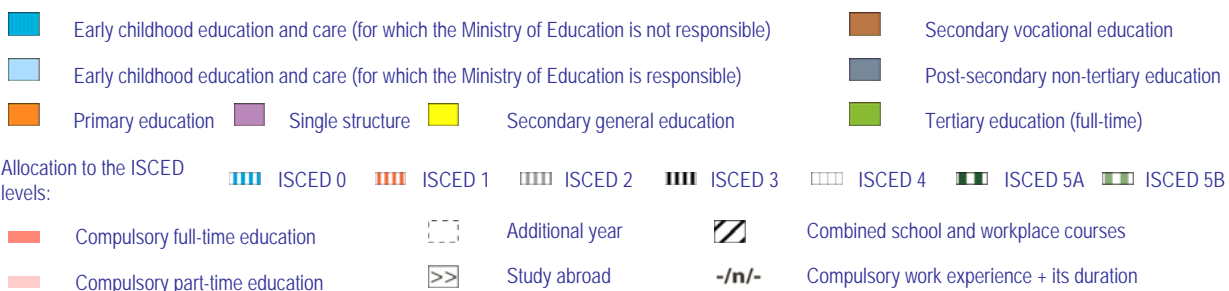 Early childhood education and care (for which the Ministry of Education is not responsible) Secondary vocational education
Early childhood education and care (for which the Ministry of Education is responsible) Post-secondary non-tertiary education
Primary education Single structure Secondary general education Tertiary education (full-time)
Allocation to the ISCED
levels: ISCED 0 ISCED 1 ISCED 2 ISCED 3 ISCED 4 ISCED 5A ISCED 5B
Compulsory full-time education Additional year Combined school and workplace courses
Compulsory part-time education >> Study abroad -/n/- Compulsory work experience + its duration